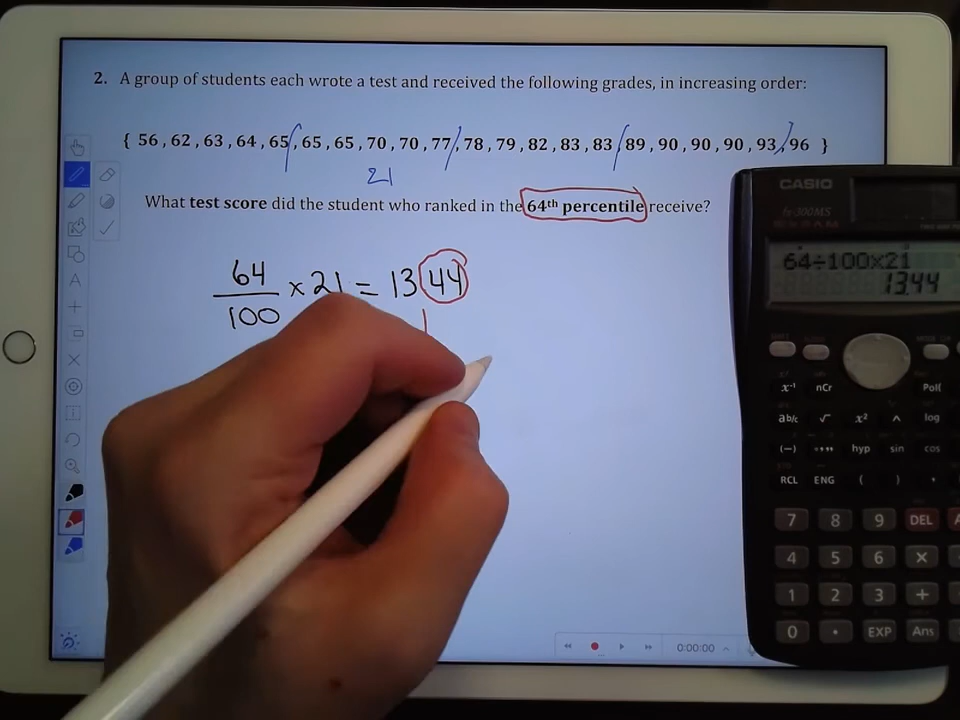 2. A group of students each wrote a test and received the following grades, in increasing order:
{ 56 , 62 , 63 , 64 , 65 , 65 , 65 , 70 , 70 , 77 , 78 , 79 , 82 , 83 , 83 , 89 , 90 , 90 , 90 , 93 , 96 }
21
What test score did the student who ranked in the 64th percentile receive?
64/100 × 21 = 13.44
CASIO
fx-300MS
64÷100×21
13.44
x⁻¹ nCr Pol(
ab/c √ x² ^ log
(−) °''' hyp sin cos
RCL ENG ( ) ,
7 8 9 DEL
4 5 6 ×
1 2 3 +
0 . EXP Ans
0:00:00